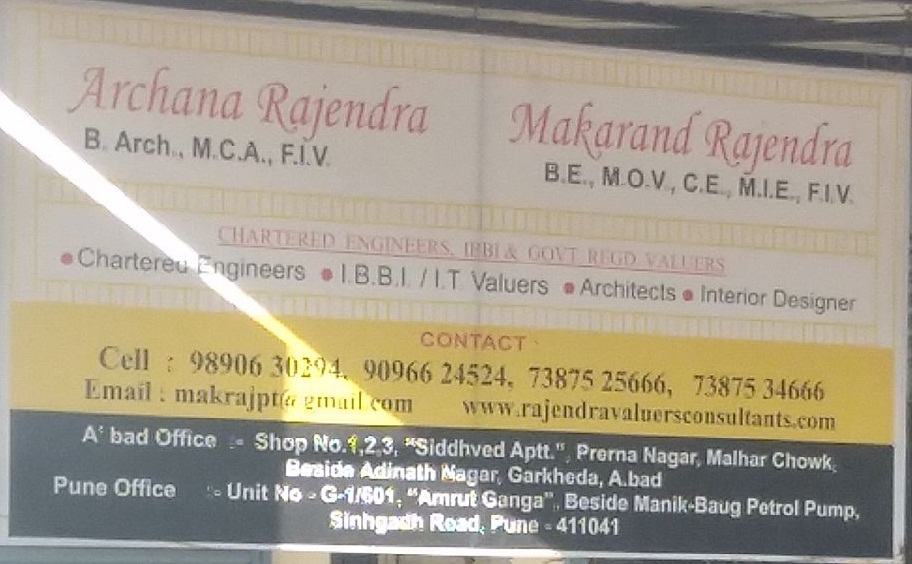 Archana Rajendra
B. Arch., M.C.A., F.I.V.
Makarand Rajendra
B.E., M.O.V., C.E., M.I.E., F.I.V.
CHARTERED ENGINEERS, IBBI & GOVT. REGD. VALUERS
• Chartered Engineers • I.B.B.I. / I.T. Valuers • Architects • Interior Designer
CONTACT :
Cell : 98906 30294, 90966 24524, 73875 25666, 73875 34666
Email : makrajpt@gmail.com www.rajendravaluersconsultants.com
A'bad Office :- Shop No.1,2,3, "Siddhved Aptt.", Prerna Nagar, Malhar Chowk,
Beside Adinath Nagar, Garkheda, A.bad
Pune Office :- Unit No - G-1/601, "Amrut Ganga", Beside Manik-Baug Petrol Pump,
Sinhgadh Road, Pune - 411041